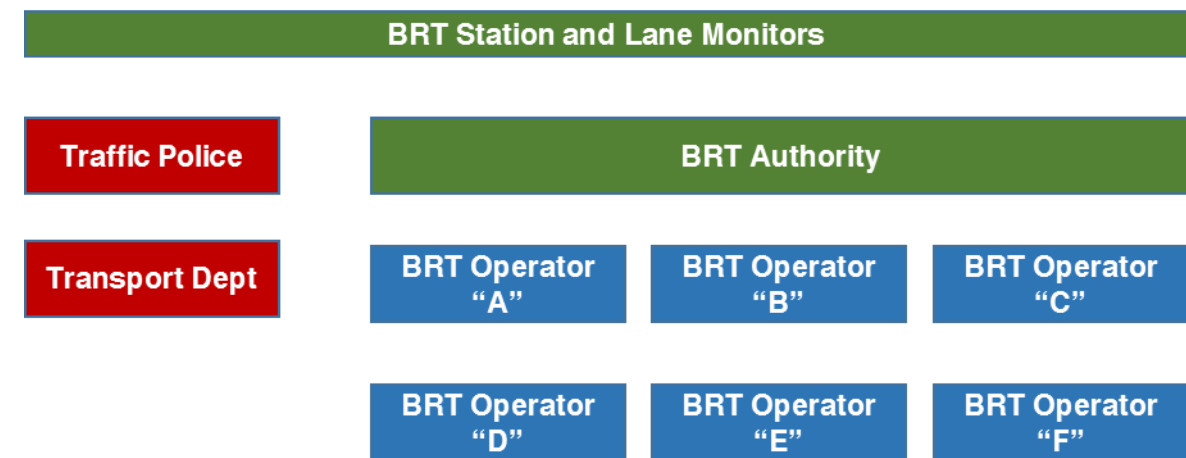 BRT Station and Lane Monitors
Traffic Police
BRT Authority
Transport Dept
BRT Operator
“A”
BRT Operator
“B”
BRT Operator
“C”
BRT Operator
“D”
BRT Operator
“E”
BRT Operator
“F”